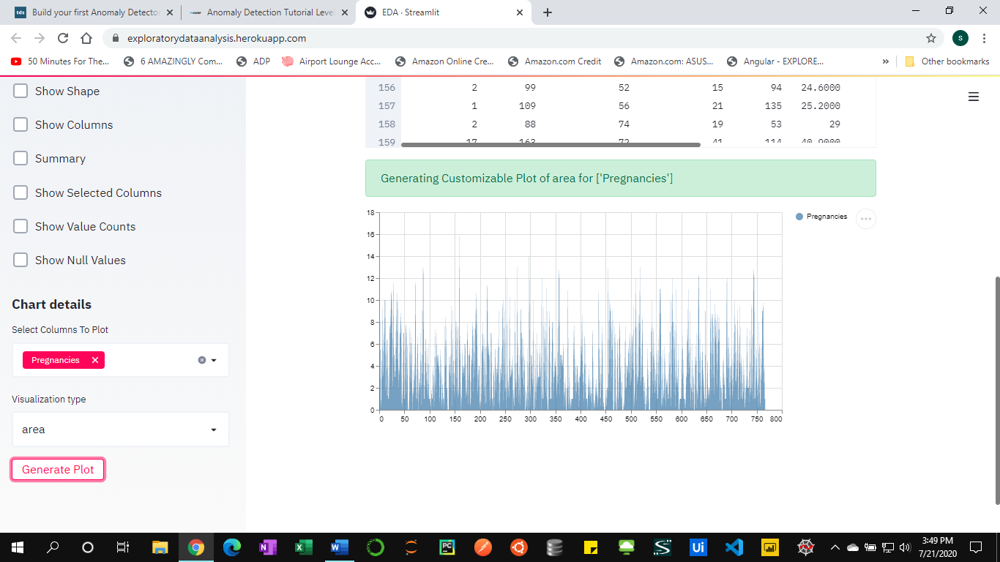 Build your first Anomaly Detector
Anomaly Detection Tutorial Level
EDA · Streamlit
exploratorydataanalysis.herokuapp.com
S
50 Minutes For The...
6 AMAZINGLY Com...
ADP
Airport Lounge Acc...
Amazon Online Cre...
Amazon.com Credit
Amazon.com: ASUS...
Angular - EXPLORE...
»
Other bookmarks
Show Shape
Show Columns
Summary
Show Selected Columns
Show Value Counts
Show Null Values
Chart details
Select Columns To Plot
Pregnancies
Visualization type
area
Generate Plot
156 2 99 52 15 94 24.6000
157 1 109 56 21 135 25.2000
158 2 88 74 19 53 29
159 17 163 72 41 114 40.9000
Generating Customizable Plot of area for ['Pregnancies']
Pregnancies
18
16
14
12
10
8
6
4
2
0
0 50 100 150 200 250 300 350 400 450 500 550 600 650 700 750 800
3:49 PM
7/21/2020